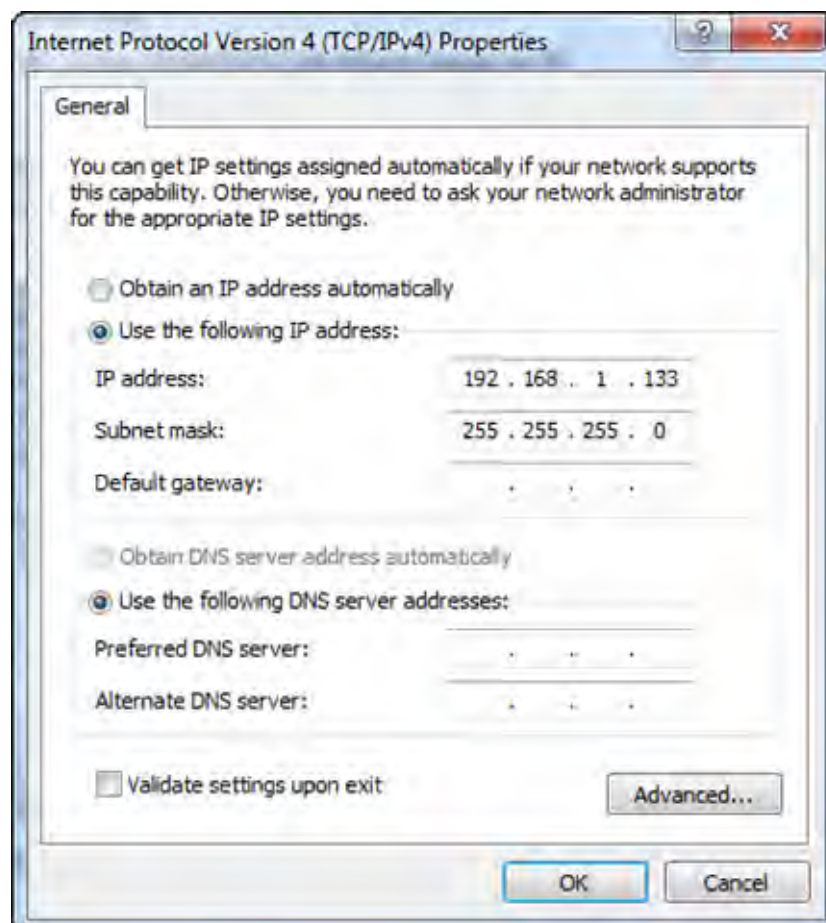 Internet Protocol Version 4 (TCP/IPv4) Properties
General
You can get IP settings assigned automatically if your network supports
this capability. Otherwise, you need to ask your network administrator
for the appropriate IP settings.
Obtain an IP address automatically
Use the following IP address:
IP address: 192 . 168 . 1 . 133
Subnet mask: 255 . 255 . 255 . 0
Default gateway: . . .
Obtain DNS server address automatically
Use the following DNS server addresses:
Preferred DNS server: . . .
Alternate DNS server: . . .
Validate settings upon exit
Advanced...
OK Cancel